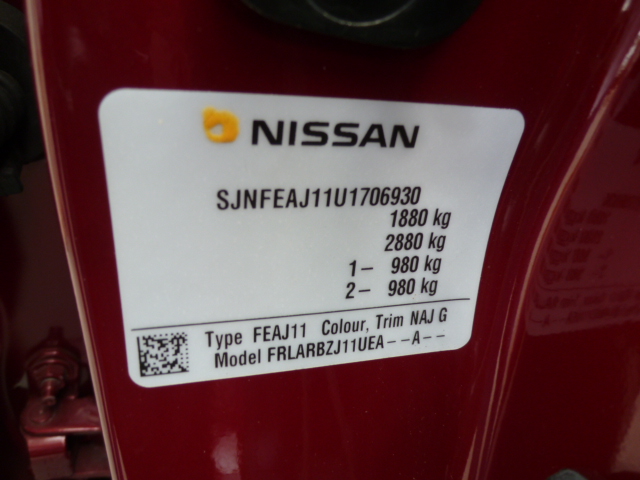 NISSAN
SJNFEAJ11U1706930
1880 kg
2880 kg
1– 980 kg
2– 980 kg
Type FEAJ11 Colour, Trim NAJ G
Model FRLARBZJ11UEA––A––